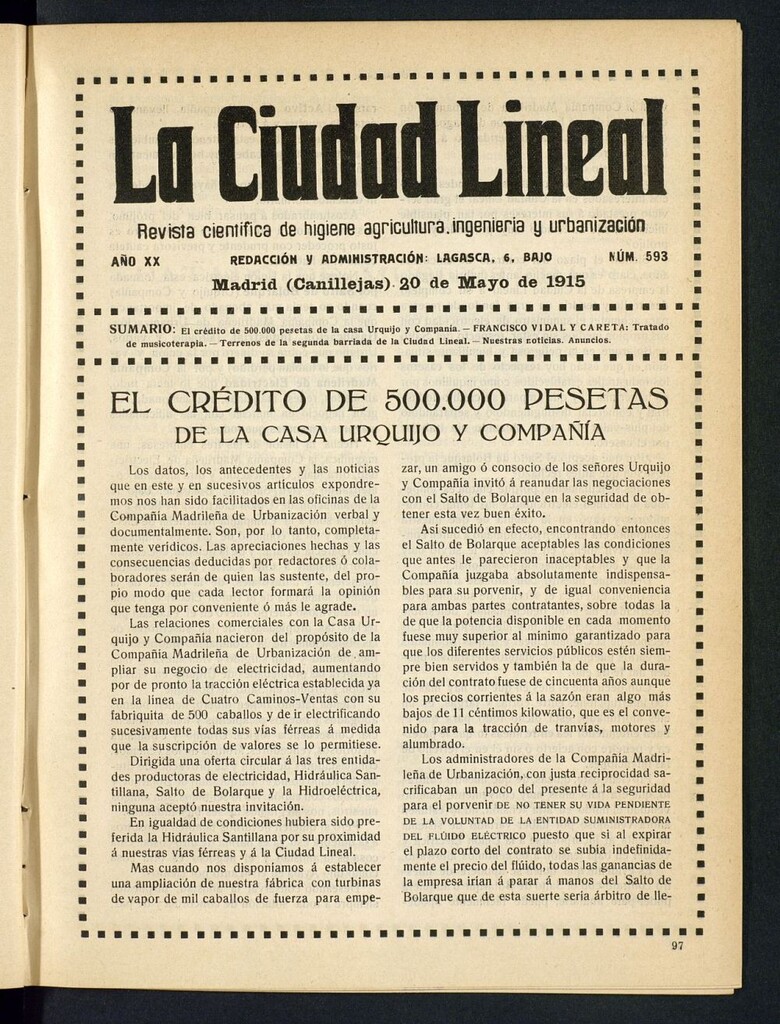 La Ciudad Lineal
Revista científica de higiene agricultura, ingeniería y urbanización
AÑO XX
REDACCIÓN Y ADMINISTRACIÓN: LAGASCA, 6, BAJO
NÚM. 593
Madrid (Canillejas) 20 de Mayo de 1915
SUMARIO: El crédito de 500.000 pesetas de la casa Urquijo y Compañía. — FRANCISCO VIDAL Y CARETA: Tratado
de musicoterapia. — Terrenos de la segunda barriada de la Ciudad Lineal. — Nuestras noticias. Anuncios.
EL CRÉDITO DE 500.000 PESETAS
DE LA CASA URQUIJO Y COMPAÑÍA
Los datos, los antecedentes y las noticias
que en este y en sucesivos artículos expondre-
mos nos han sido facilitados en las oficinas de la
Compañía Madrileña de Urbanización verbal y
documentalmente. Son, por lo tanto, completa-
mente verídicos. Las apreciaciones hechas y las
consecuencias deducidas por redactores ó cola-
boradores serán de quien las sustente, del pro-
pio modo que cada lector formará la opinión
que tenga por conveniente ó más le agrade.
Las relaciones comerciales con la Casa Ur-
quijo y Compañía nacieron del propósito de la
Compañía Madrileña de Urbanización de am-
pliar su negocio de electricidad, aumentando
por de pronto la tracción eléctrica establecida ya
en la línea de Cuatro Caminos-Ventas con su
fabriquita de 500 caballos y de ir electrificando
sucesivamente todas sus vías férreas á medida
que la suscripción de valores se lo permitiese.
Dirigida una oferta circular á las tres entida-
des productoras de electricidad, Hidráulica San-
tillana, Salto de Bolarque y la Hidroeléctrica,
ninguna aceptó nuestra invitación.
En igualdad de condiciones hubiera sido pre-
ferida la Hidráulica Santillana por su proximidad
á nuestras vías férreas y á la Ciudad Lineal.
Mas cuando nos disponíamos á establecer
una ampliación de nuestra fábrica con turbinas
de vapor de mil caballos de fuerza para empe-
zar, un amigo ó consocio de los señores Urquijo
y Compañía invitó á reanudar las negociaciones
con el Salto de Bolarque en la seguridad de ob-
tener esta vez buen éxito.
Así sucedió en efecto, encontrando entonces
el Salto de Bolarque aceptables las condiciones
que antes le parecieron inaceptables y que la
Compañía juzgaba absolutamente indispensa-
bles para su porvenir, y de igual conveniencia
para ambas partes contratantes, sobre todas la
de que la potencia disponible en cada momento
fuese muy superior al mínimo garantizado para
que los diferentes servicios públicos estén siem-
pre bien servidos y también la de que la dura-
ción del contrato fuese de cincuenta años aunque
los precios corrientes á la sazón eran algo más
bajos de 11 céntimos kilowatio, que es el conve-
nido para la tracción de tranvías, motores y
alumbrado.
Los administradores de la Compañía Madri-
leña de Urbanización, con justa reciprocidad sa-
crificaban un poco del presente á la seguridad
para el porvenir DE NO TENER SU VIDA PENDIENTE
DE LA VOLUNTAD DE LA ENTIDAD SUMINISTRADORA
DEL FLÚIDO ELÉCTRICO puesto que si al expirar
el plazo corto del contrato se subía indefinida-
mente el precio del flúido, todas las ganancias de
la empresa irían á parar á manos del Salto de
Bolarque que de esta suerte sería árbitro de lle-
97